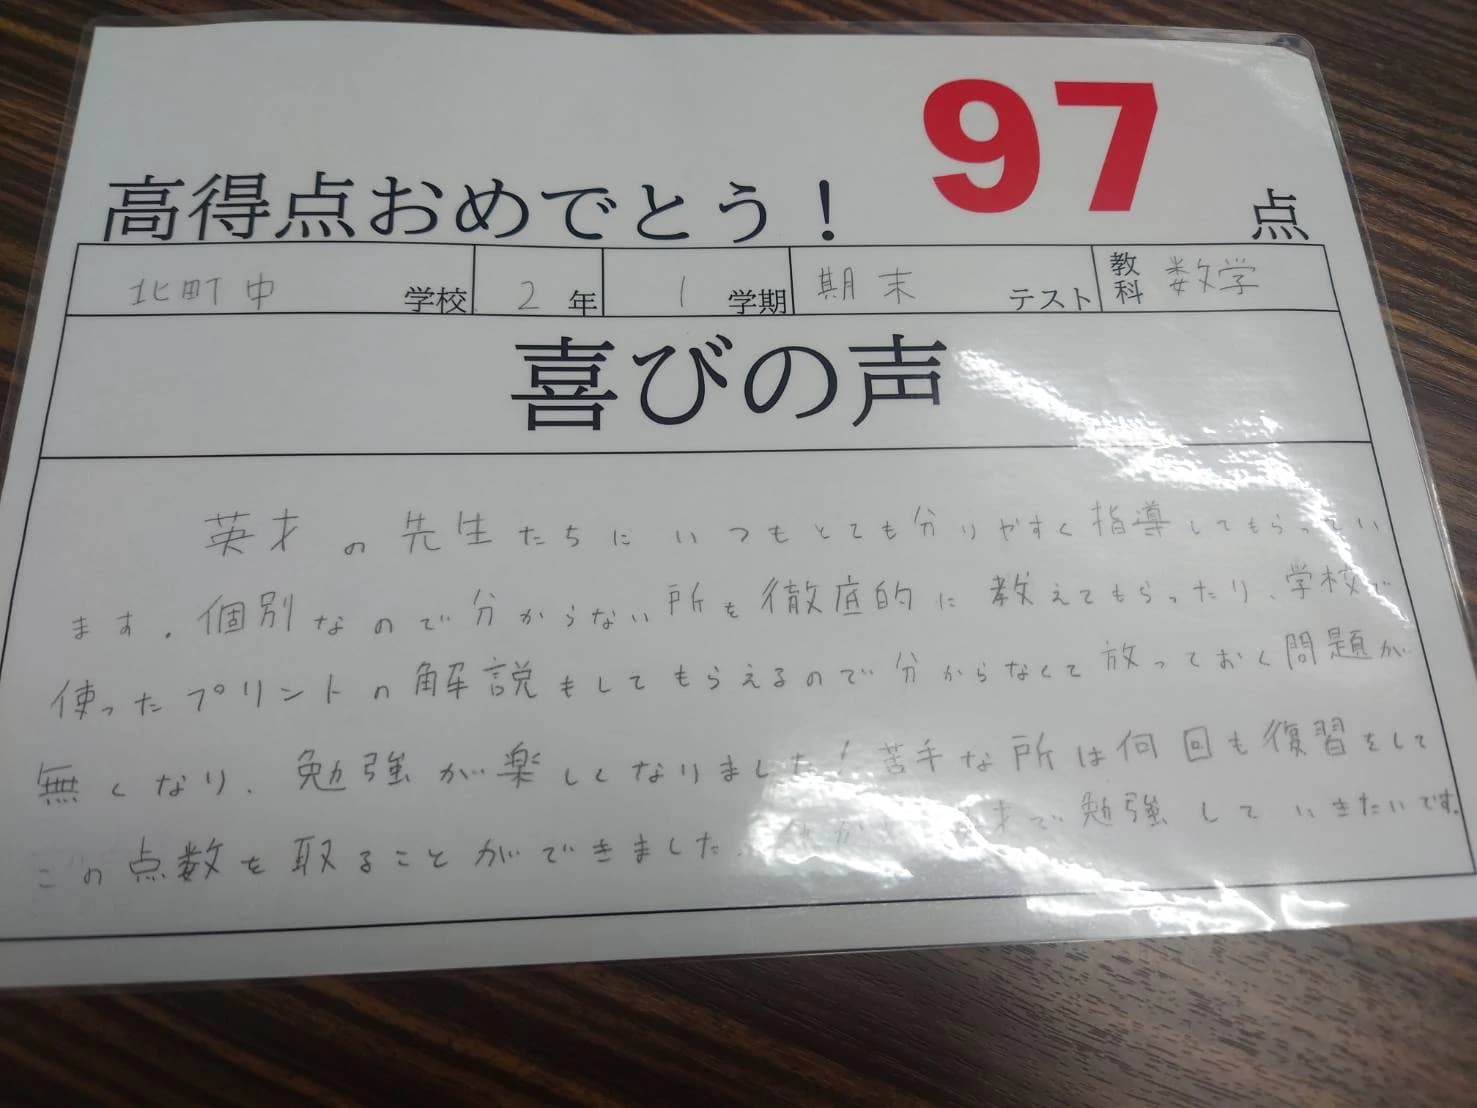 97
高得点おめでとう！ 点
北町中 学校 2 年 1 学期 期末 テスト 教科 数学
喜びの声
英才の先生たちにいつもとても分りやすく指導してもらってい
ます。個別なので分からない所を徹底的に教えてもらったり、学校で
使ったプリントの解説もしてもらえるので分からなくて放っておく問題が
無くなり、勉強が楽しくなりました！苦手な所は何回も復習をして
この点数を取ることができました。 才で勉強していきたいです。